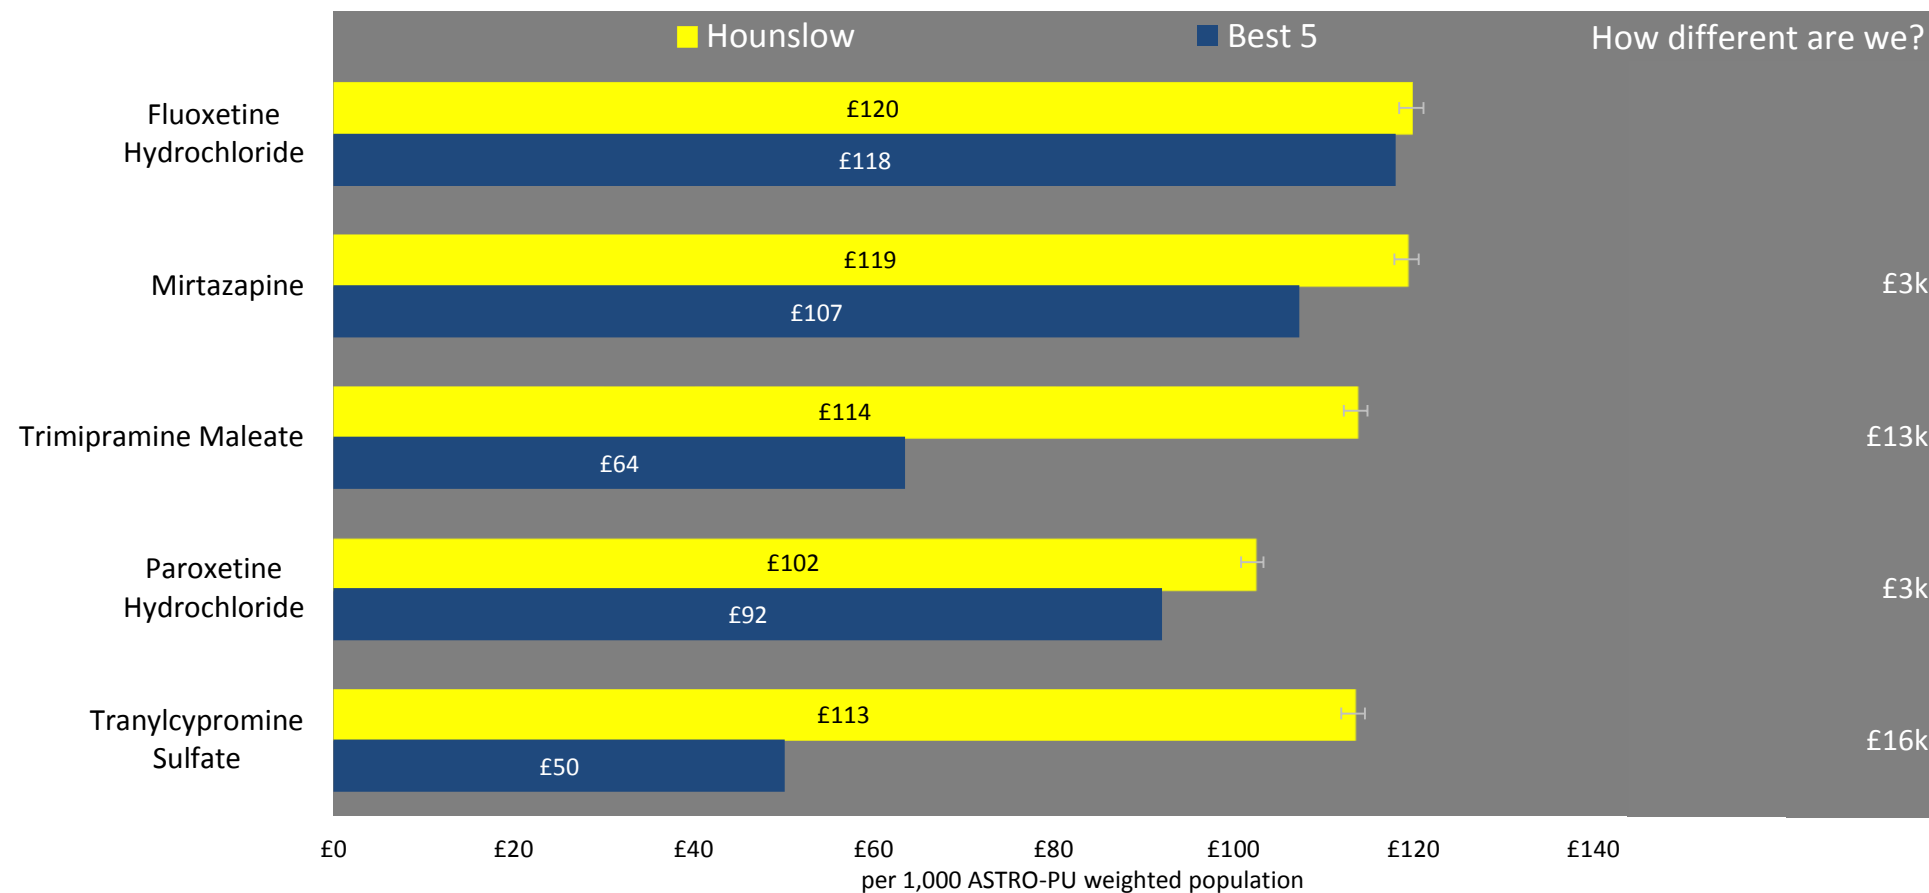 Hounslow
Best 5
How different are we?
Fluoxetine
Hydrochloride
£120
£118
Mirtazapine
£119
£107
£3k
Trimipramine Maleate
£114
£64
£13k
Paroxetine
Hydrochloride
£102
£92
£3k
Tranylcypromine
Sulfate
£113
£50
£16k
£0 £20 £40 £60 £80 £100 £120 £140
per 1,000 ASTRO-PU weighted population